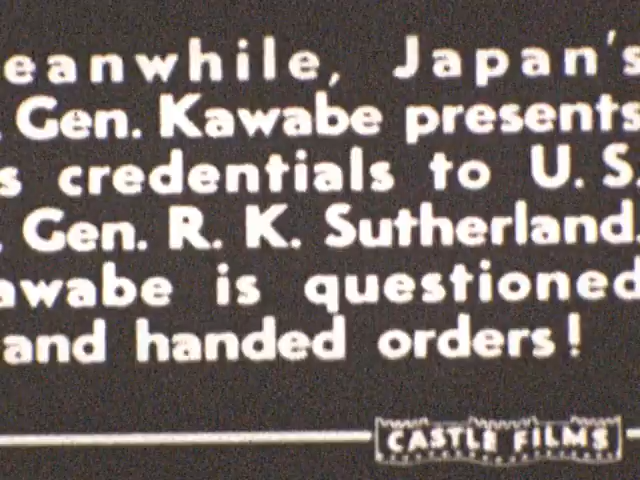 eanwhile, Japan's
. Gen. Kawabe presents
s credentials to U. S.
. Gen. R. K. Sutherland.
awabe is questioned
and handed orders!
CASTLE FILMS